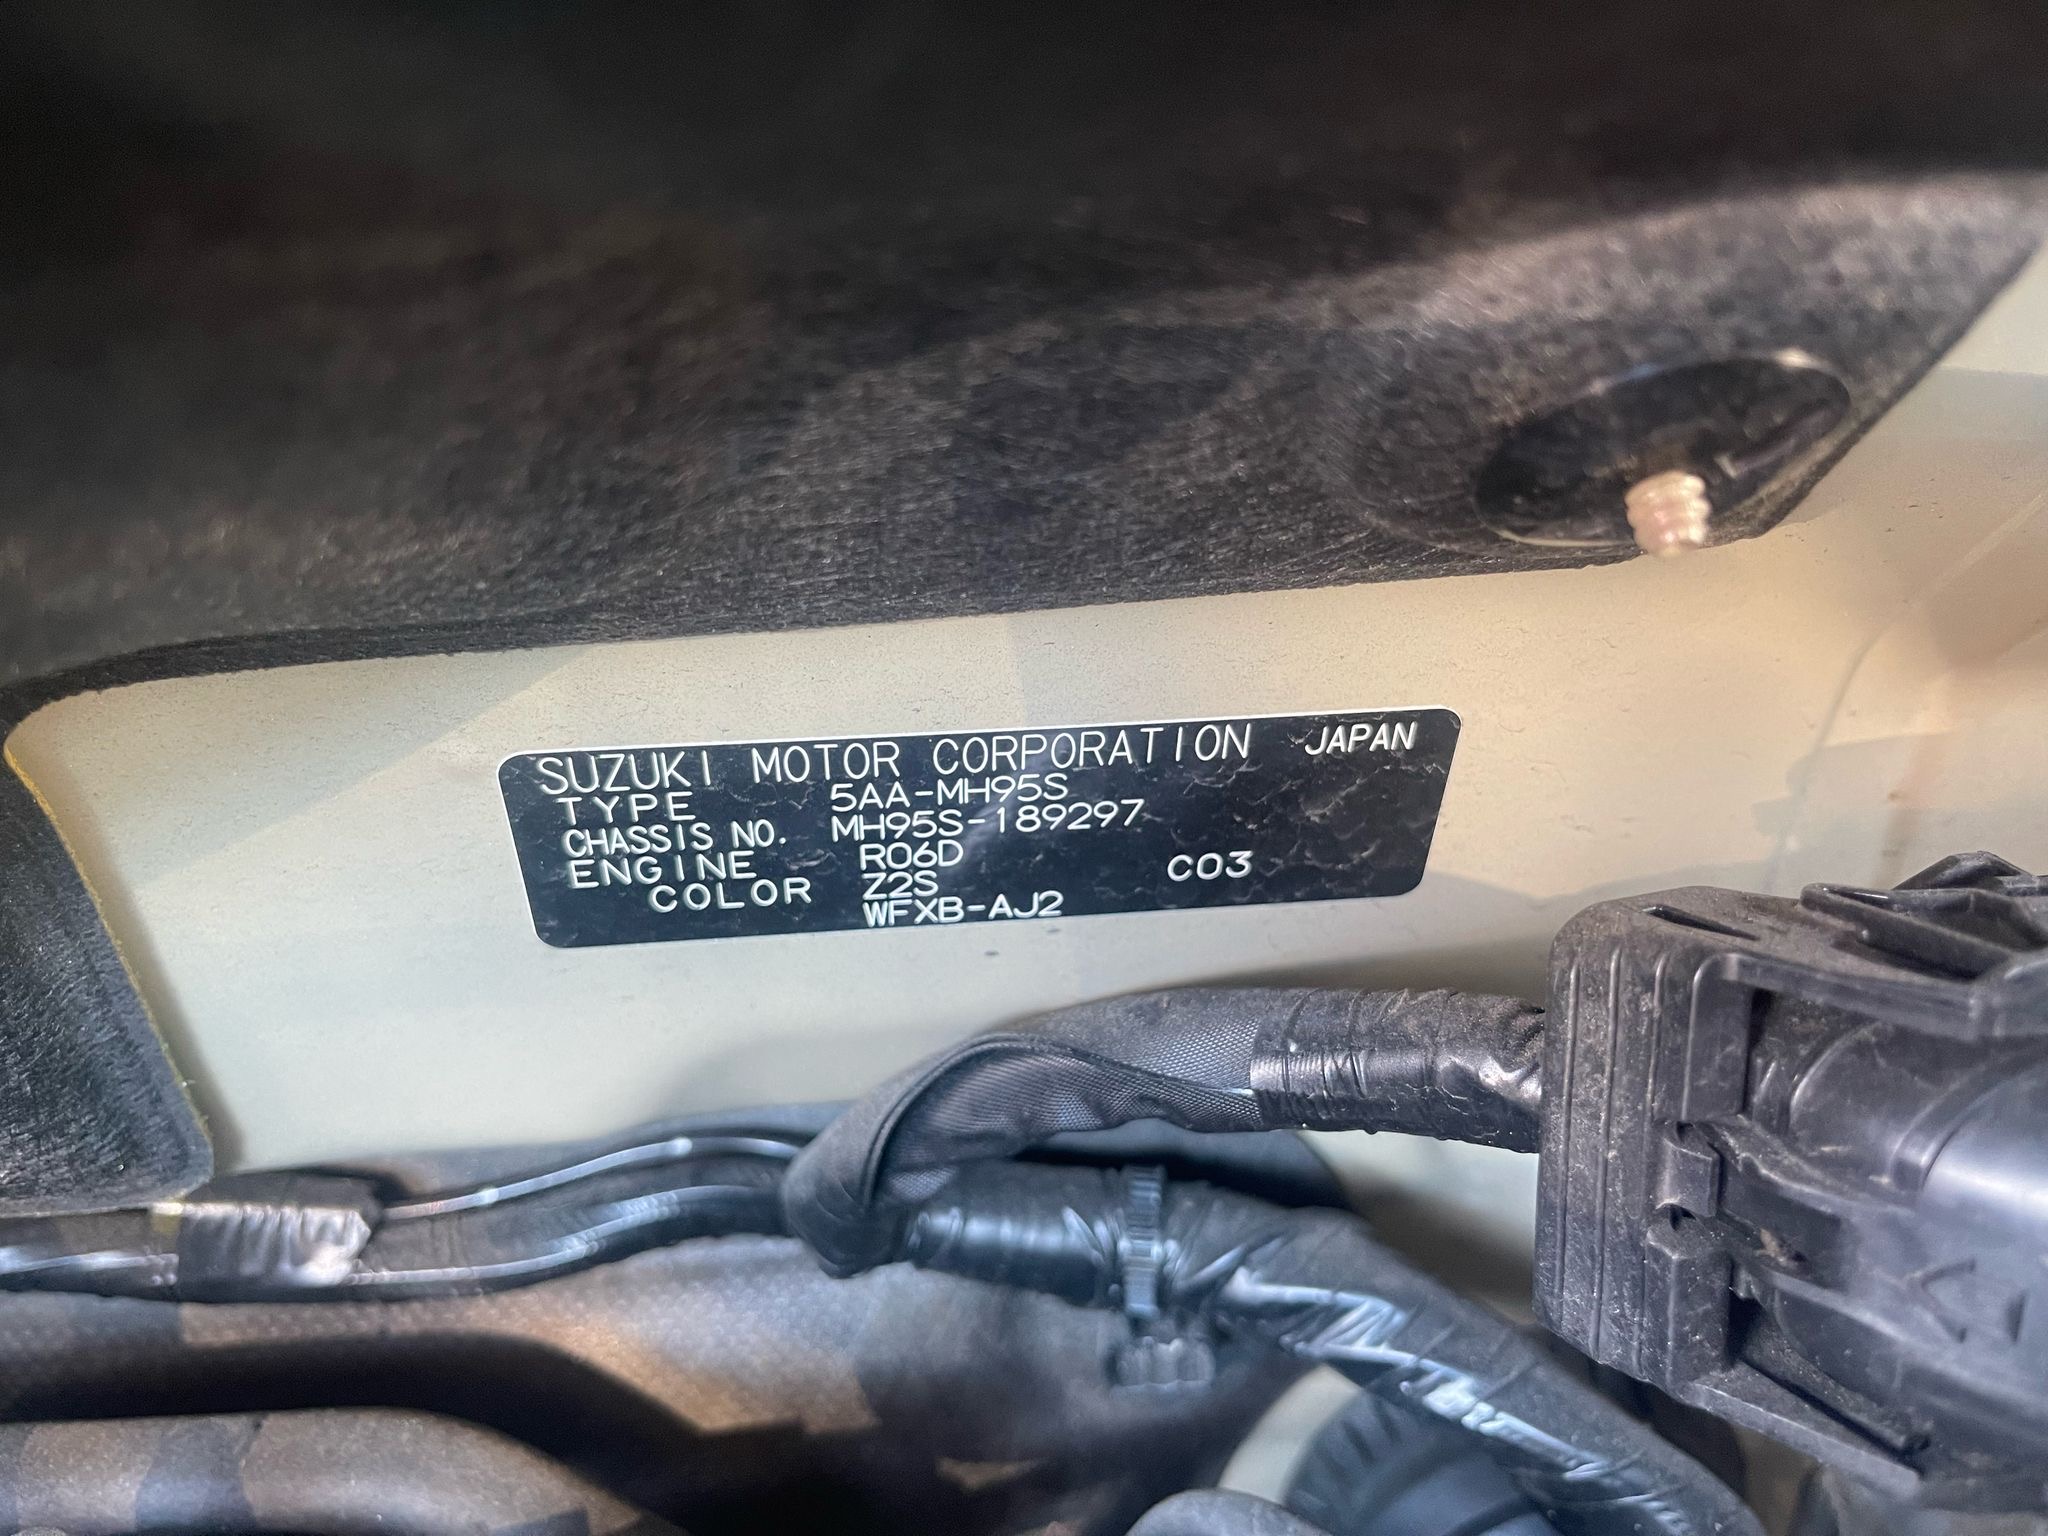 SUZUKI MOTOR CORPORATION JAPAN
TYPE 5AA-MH95S
CHASSIS NO. MH95S-189297
ENGINE R06D C03
COLOR Z2S
WFXB-AJ2